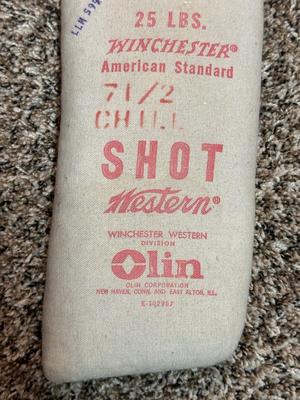 25 LBS.
WINCHESTER®
American Standard
7 1/2
CHILL
SHOT
Western®
WINCHESTER WESTERN
DIVISION
Olin
OLIN CORPORATION
NEW HAVEN, CONN. AND EAST ALTON, ILL.